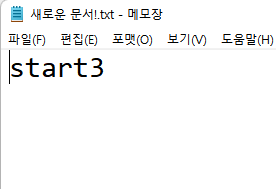 새로운 문서!.txt - 메모장
파일(F) 편집(E) 포맷(O) 보기(V) 도움말(H)
start3